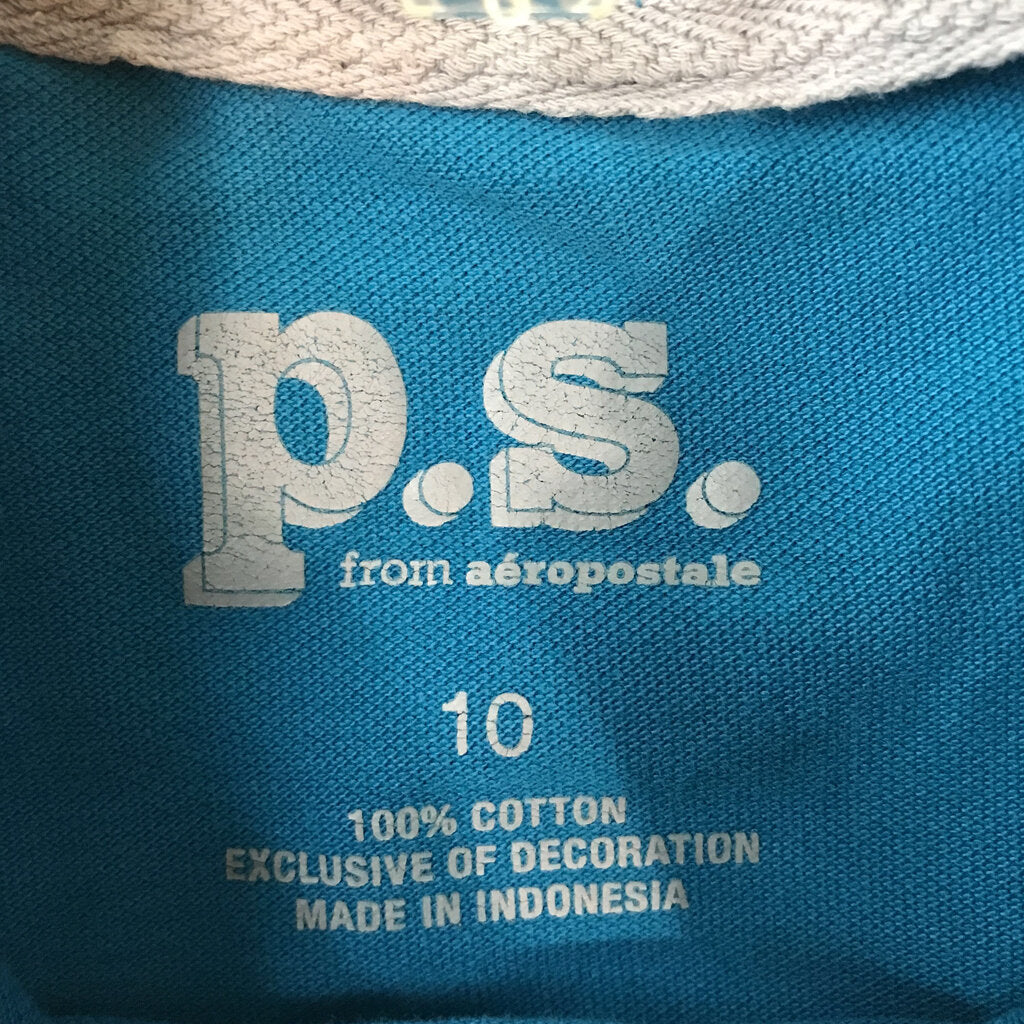 p.s.
from aéropostale
10
100% COTTON
EXCLUSIVE OF DECORATION
MADE IN INDONESIA